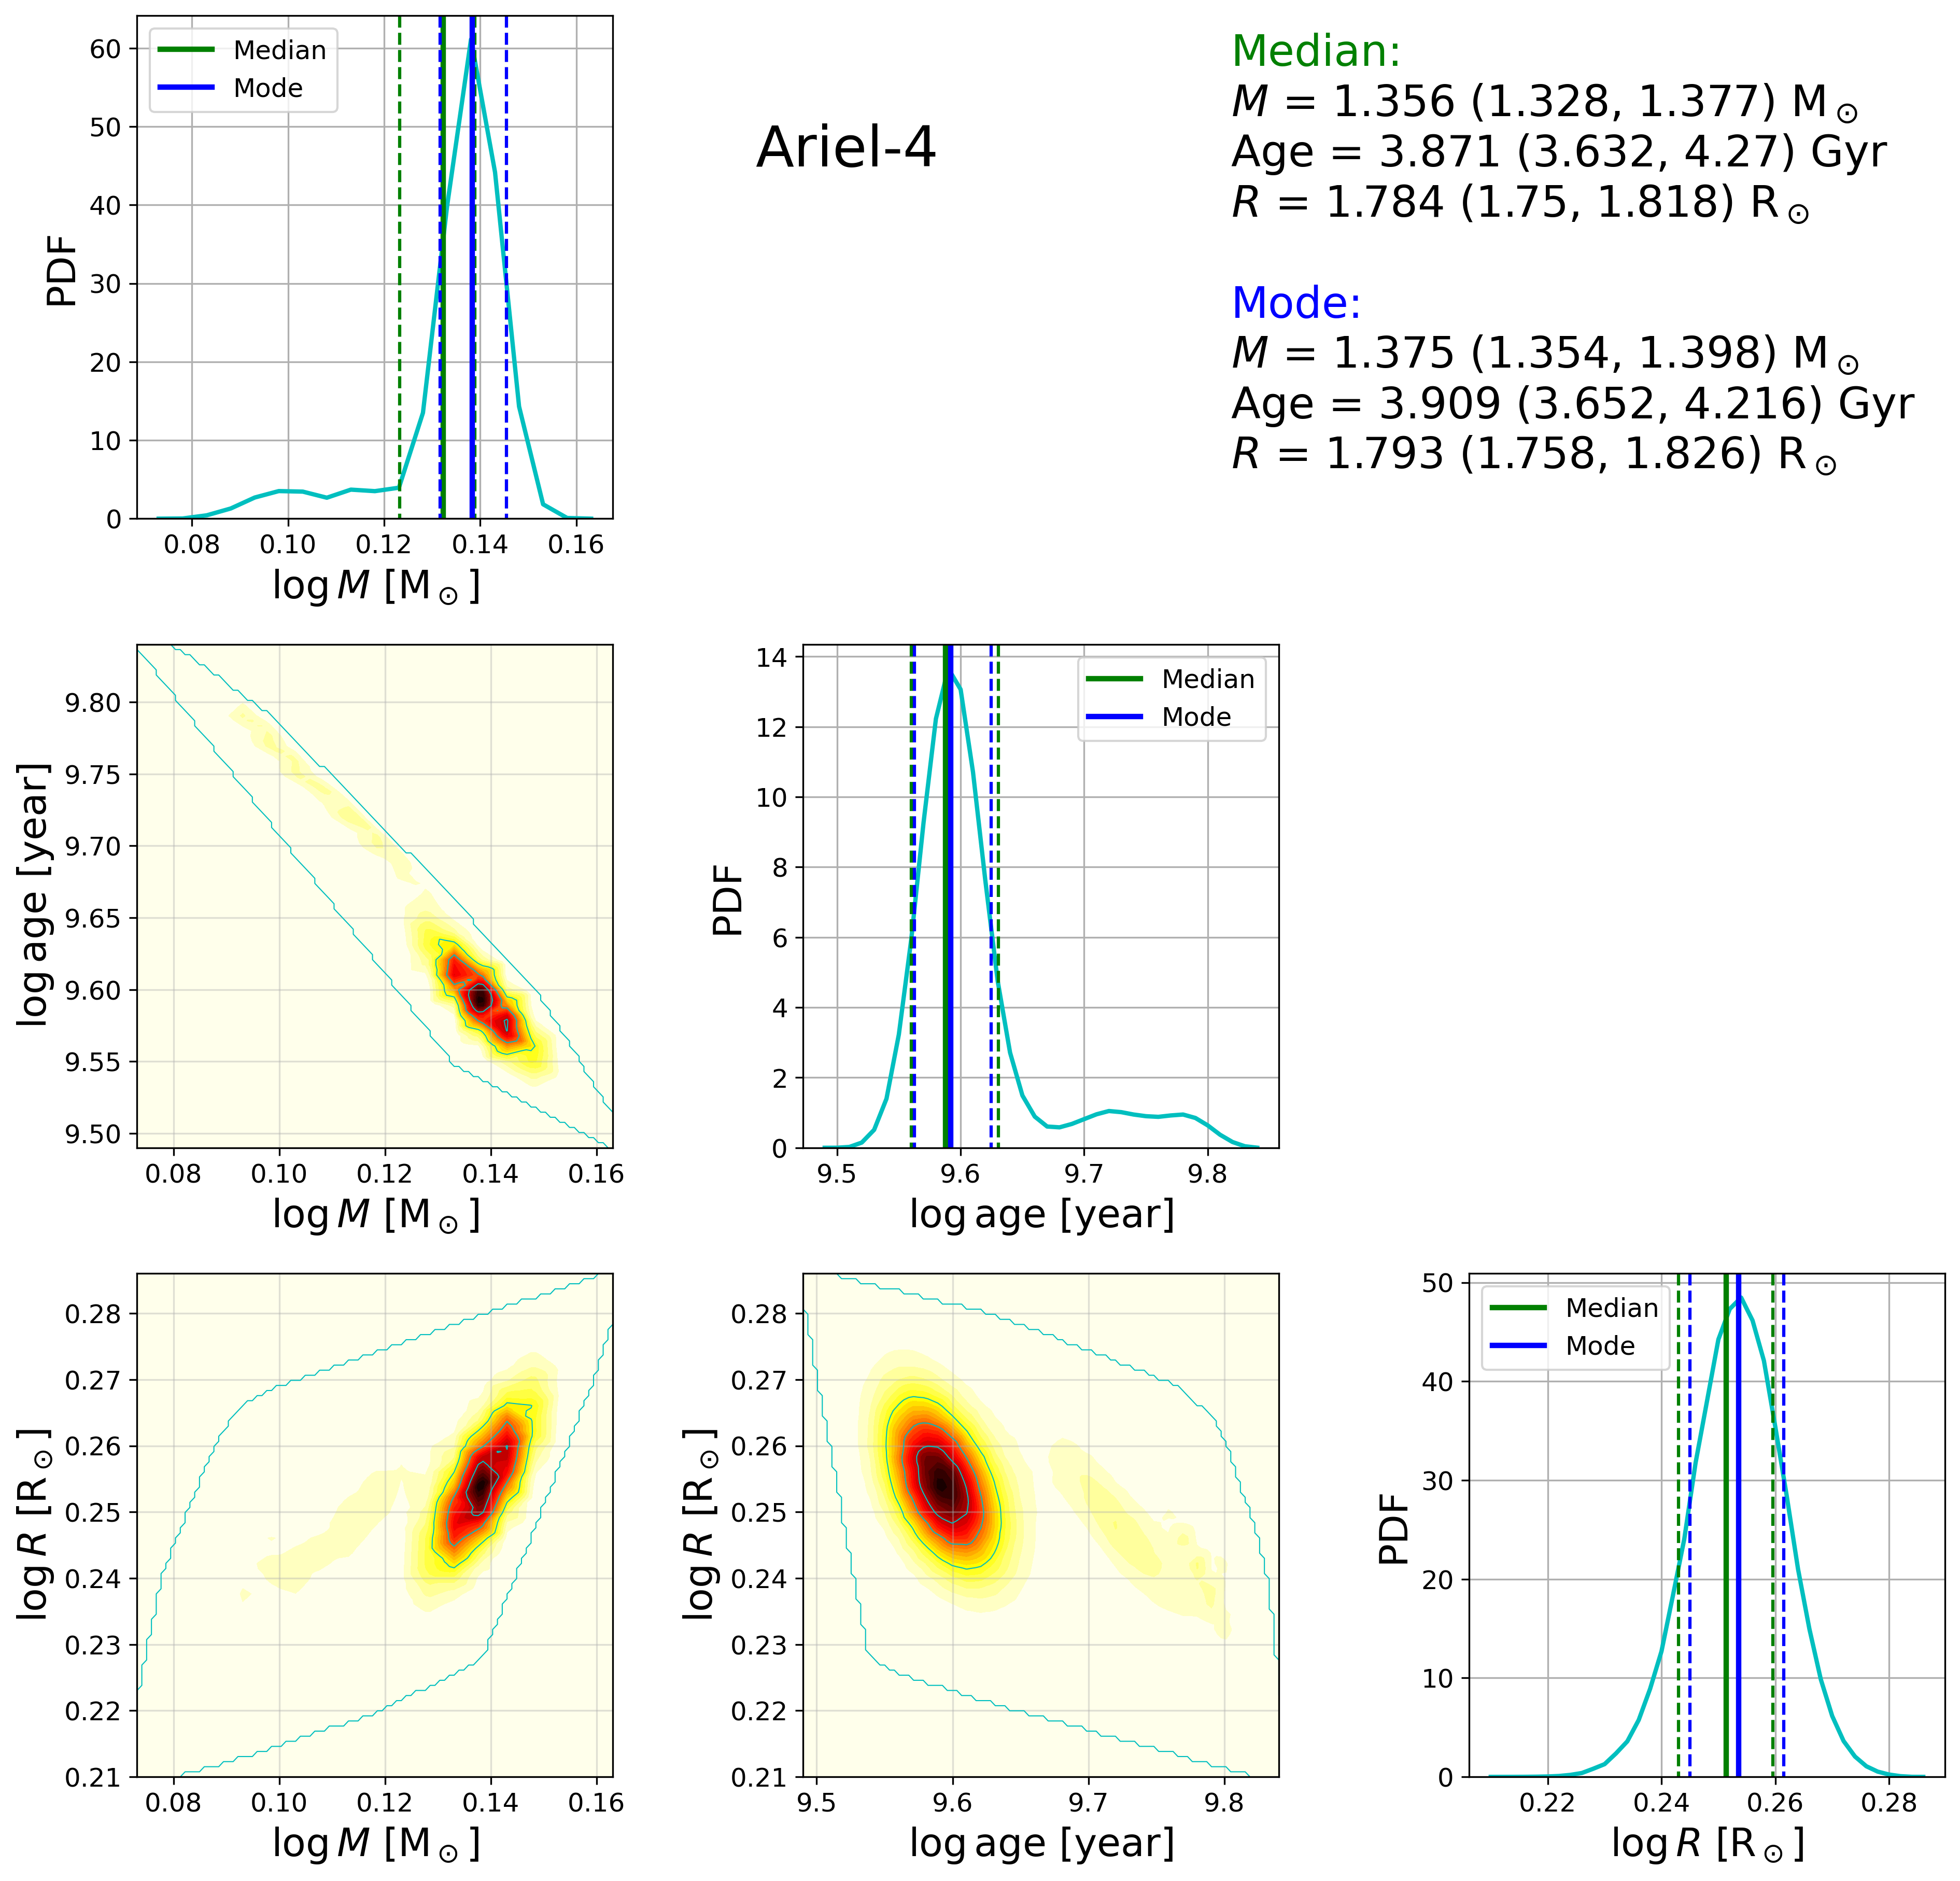 Median
Mode
60
50
40
30
20
10
0
PDF
0.08 0.10 0.12 0.14 0.16
log M [M⊙]
Ariel-4
Median:
M = 1.356 (1.328, 1.377) M⊙
Age = 3.871 (3.632, 4.27) Gyr
R = 1.784 (1.75, 1.818) R⊙
Mode:
M = 1.375 (1.354, 1.398) M⊙
Age = 3.909 (3.652, 4.216) Gyr
R = 1.793 (1.758, 1.826) R⊙
9.80
9.75
9.70
9.65
9.60
9.55
9.50
log age [year]
0.08 0.10 0.12 0.14 0.16
log M [M⊙]
Median
Mode
14
12
10
8
6
4
2
0
PDF
9.5 9.6 9.7 9.8
log age [year]
0.28
0.27
0.26
0.25
0.24
0.23
0.22
0.21
log R [R⊙]
0.08 0.10 0.12 0.14 0.16
log M [M⊙]
0.28
0.27
0.26
0.25
0.24
0.23
0.22
0.21
log R [R⊙]
9.5 9.6 9.7 9.8
log age [year]
Median
Mode
50
40
30
20
10
0
PDF
0.22 0.24 0.26 0.28
log R [R⊙]